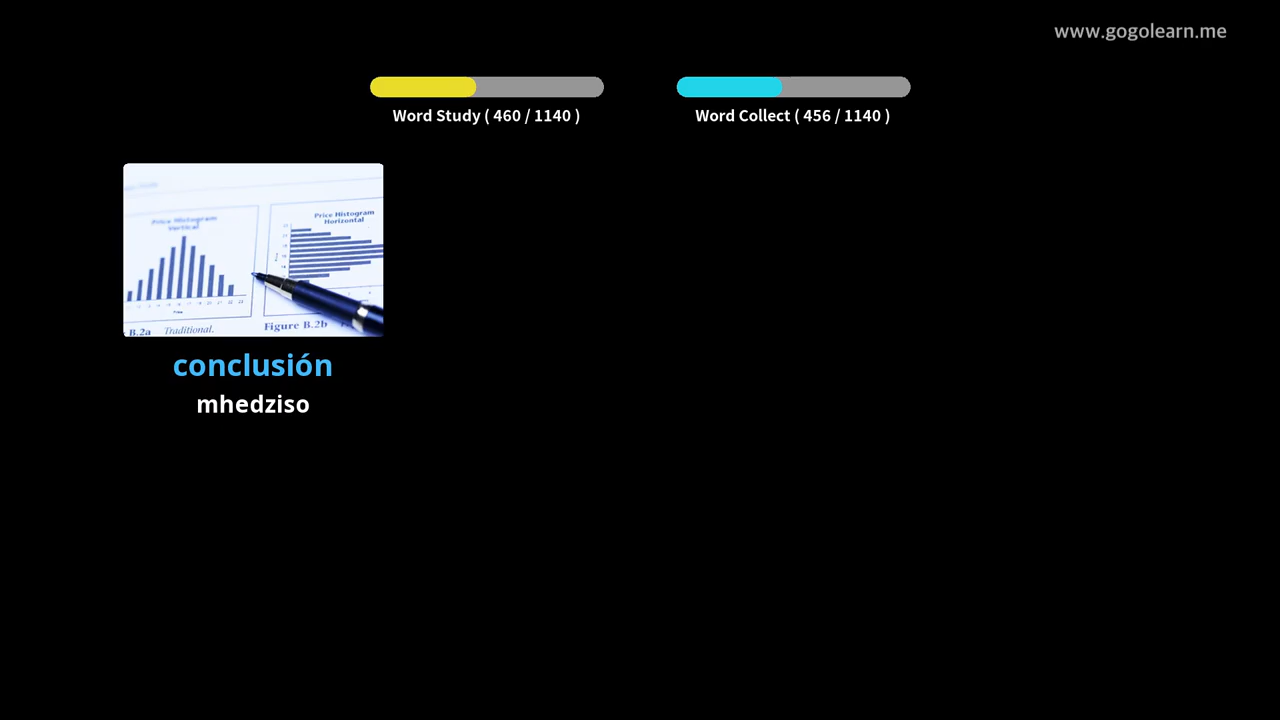 www.gogolearn.me
Word Study ( 460 / 1140 )
Word Collect ( 456 / 1140 )
Price Histogram
Vertical
Price Histogram
Horizontal
Price
B.2a Traditional.
Figure B.2b
conclusión
mhedziso